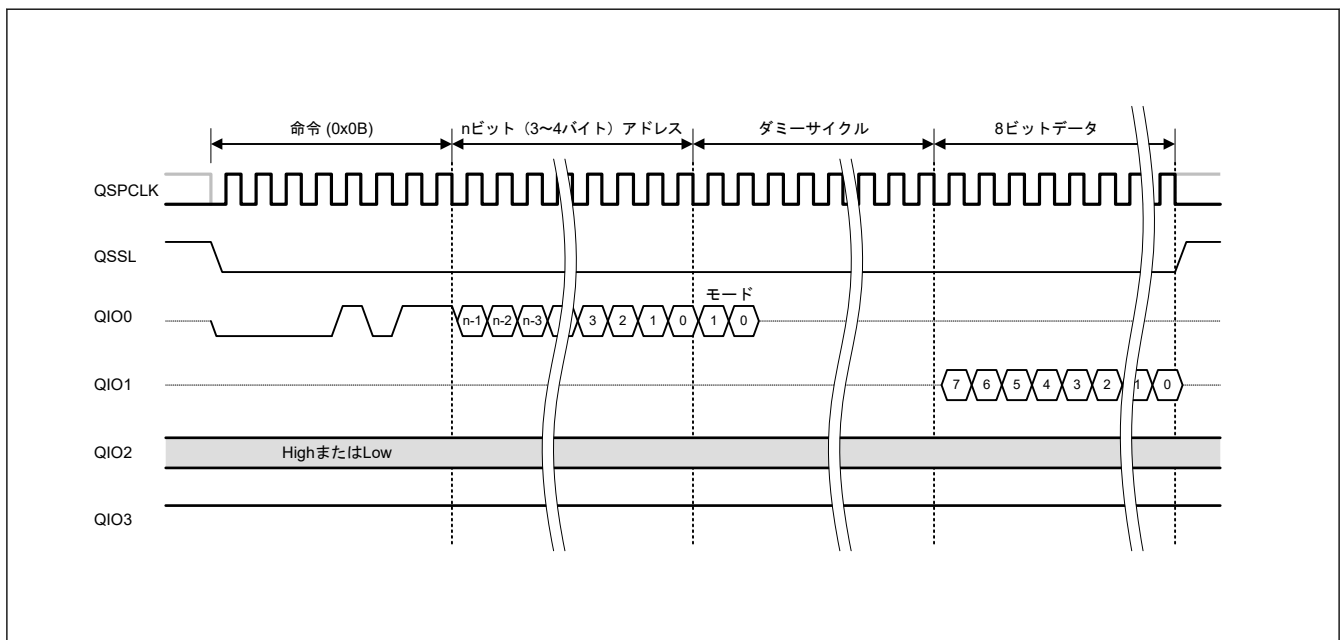 命令 (0x0B) nビット（3～4バイト）アドレス ダミーサイクル 8ビットデータ
QSPCLK
QSSL
モード
QIO0 n-1 n-2 n-3 3 2 1 0 1 0
QIO1 7 6 5 4 3 2 1 0
QIO2 HighまたはLow
QIO3